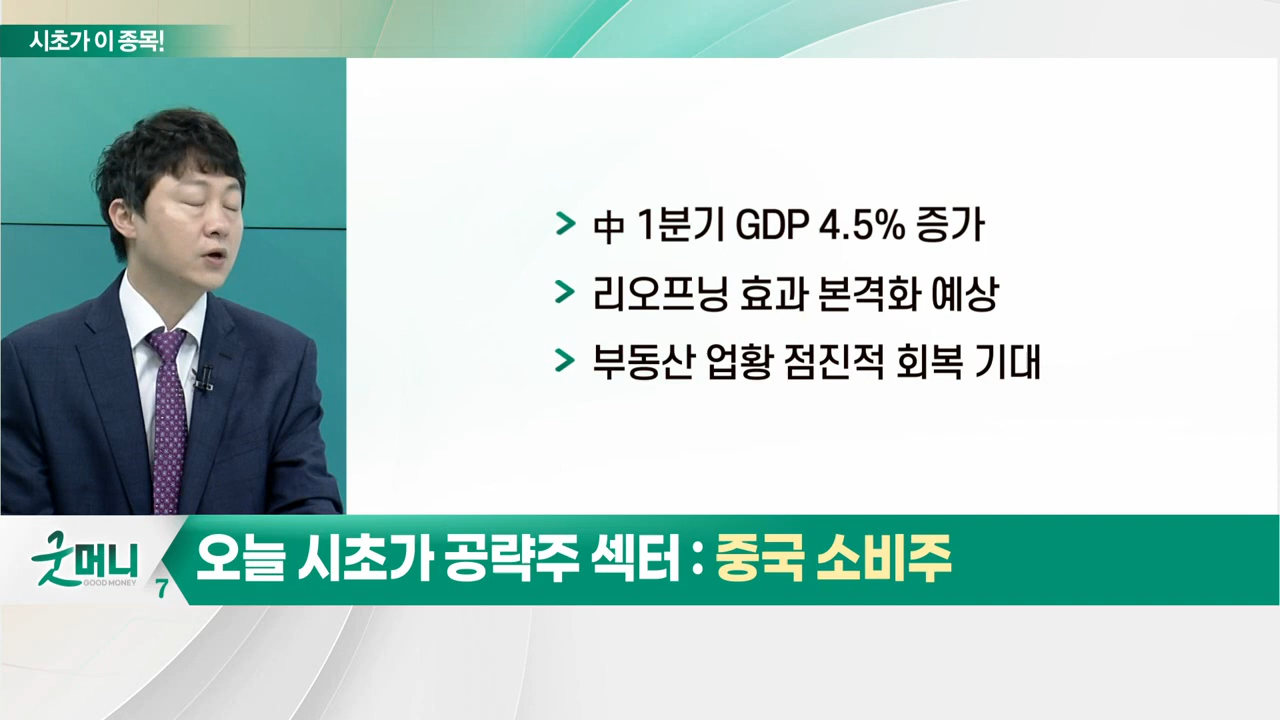 시초가 이 종목!
> 中 1분기 GDP 4.5% 증가
> 리오프닝 효과 본격화 예상
> 부동산 업황 점진적 회복 기대
굿머니
GOOD MONEY
7
오늘 시초가 공략주 섹터 : 중국 소비주